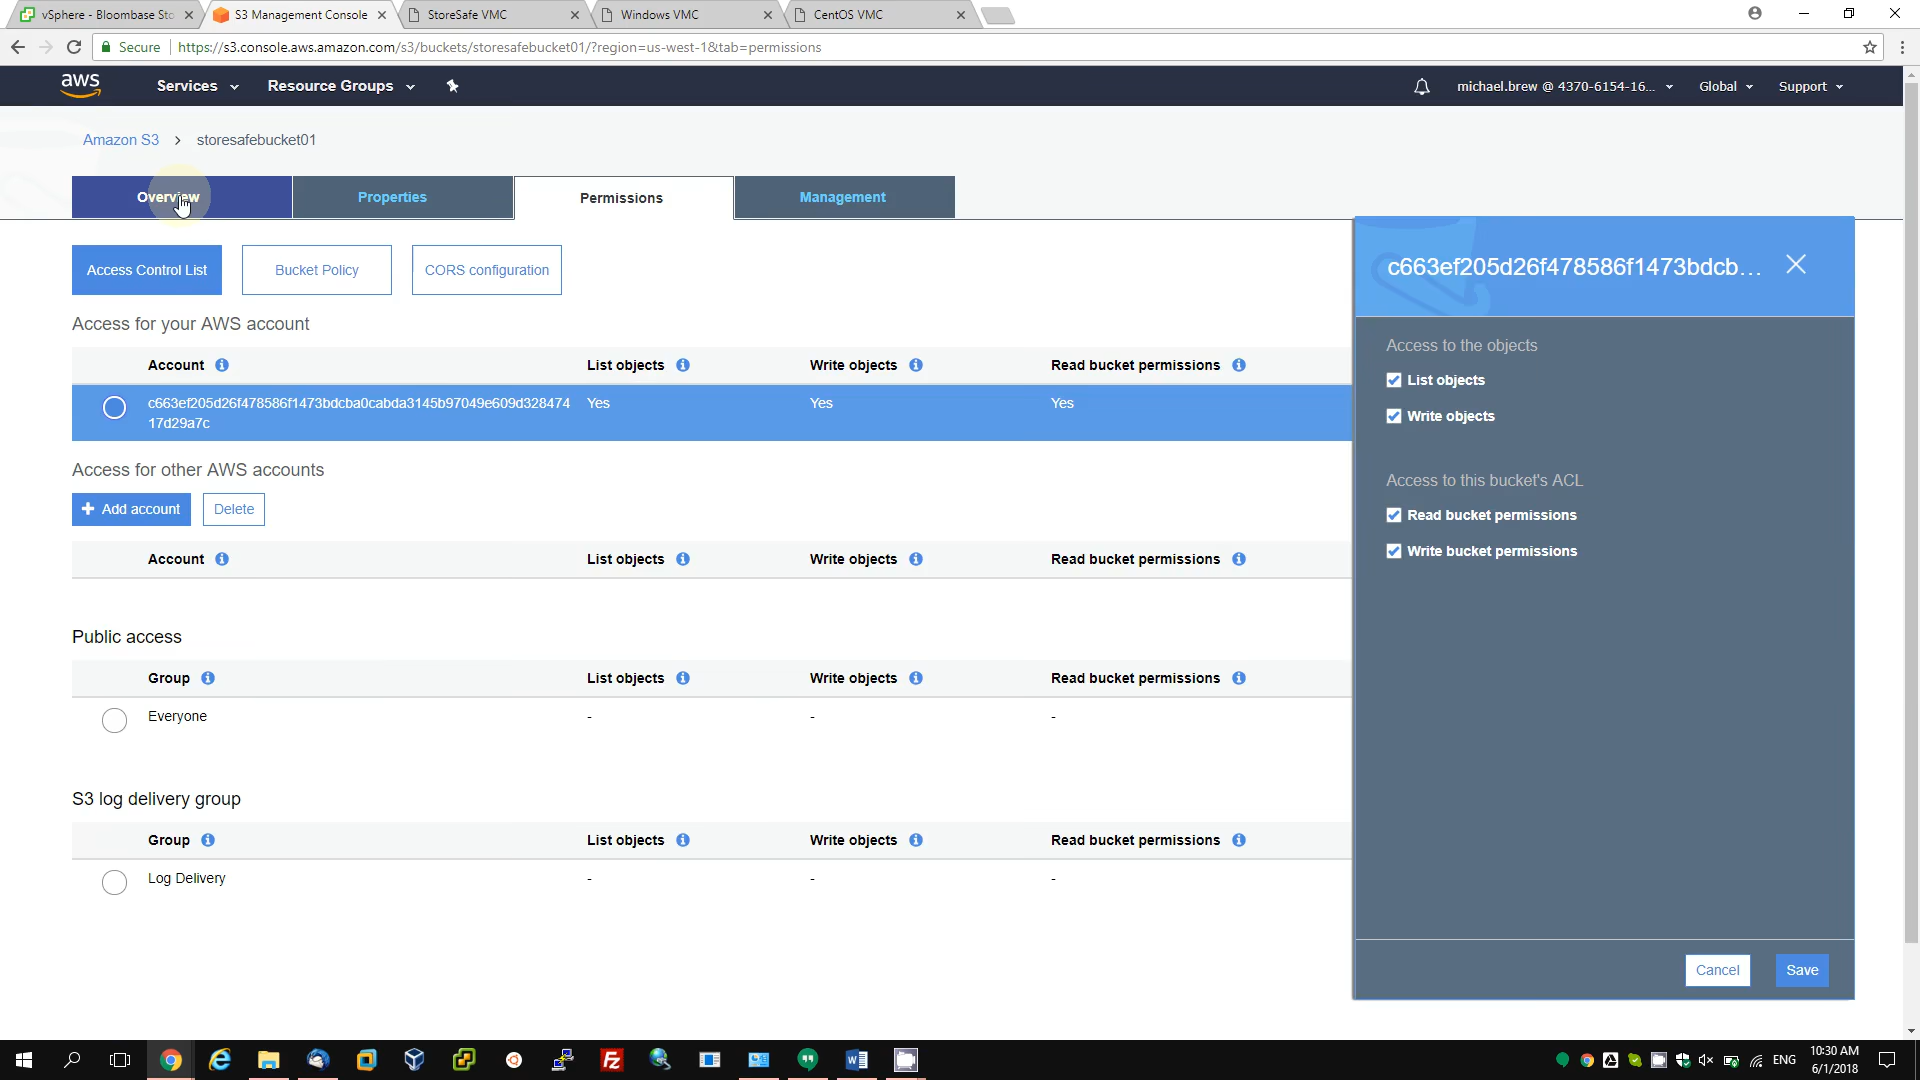 vSphere - Bloombase Sto
S3 Management Console
StoreSafe VMC
Windows VMC
CentOS VMC
Secure
https://s3.console.aws.amazon.com/s3/buckets/storesafebucket01/?region=us-west-1&tab=permissions
aws
Services
Resource Groups
michael.brew @ 4370-6154-16...
Global
Support
Amazon S3 > storesafebucket01
Overview
Properties
Permissions
Management
Access Control List
Bucket Policy
CORS configuration
Access for your AWS account
Account
List objects
Write objects
Read bucket permissions
c663ef205d26f478586f1473bdcba0cabda3145b97049e609d328474
17d29a7c
Yes
Yes
Yes
Access for other AWS accounts
+ Add account
Delete
Account
List objects
Write objects
Read bucket permissions
Public access
Group
List objects
Write objects
Read bucket permissions
Everyone
-
-
-
S3 log delivery group
Group
List objects
Write objects
Read bucket permissions
Log Delivery
-
-
-
c663ef205d26f478586f1473bdcb...
Access to the objects
List objects
Write objects
Access to this bucket's ACL
Read bucket permissions
Write bucket permissions
Cancel
Save
ENG
10:30 AM
6/1/2018